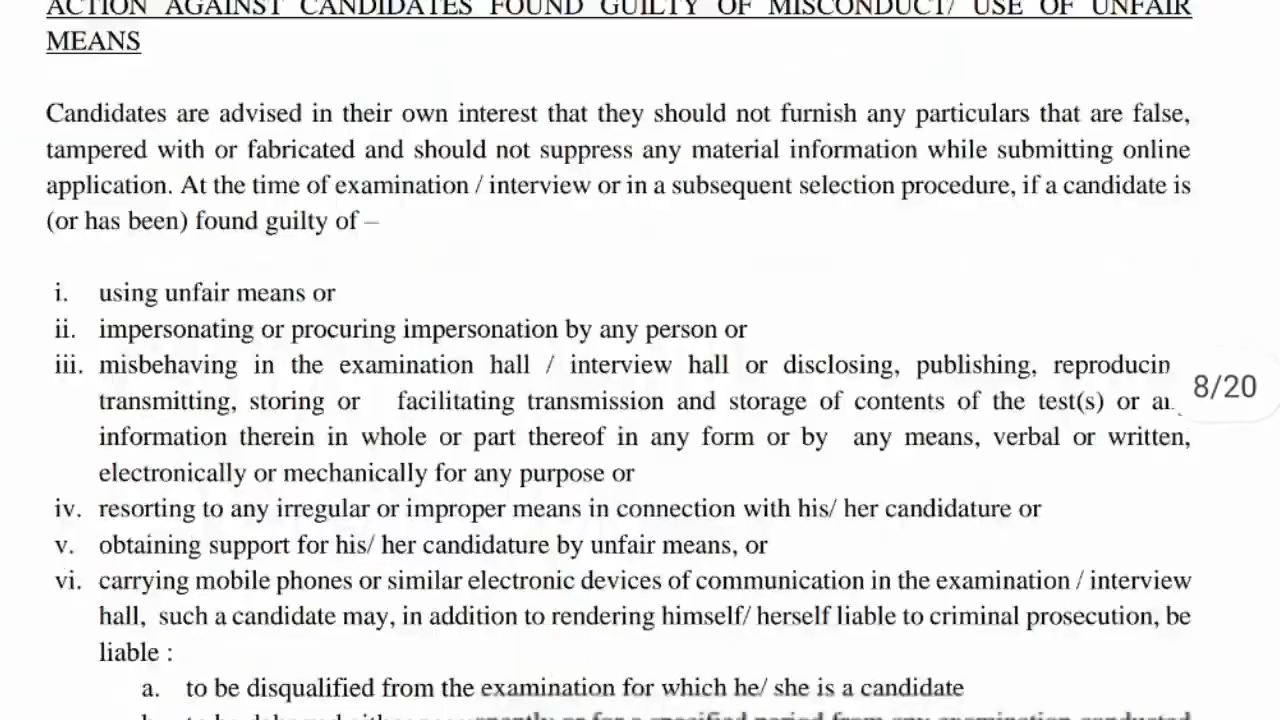 ACTION AGAINST CANDIDATES FOUND GUILTY OF MISCONDUCT/ USE OF UNFAIR
MEANS
Candidates are advised in their own interest that they should not furnish any particulars that are false,
tampered with or fabricated and should not suppress any material information while submitting online
application. At the time of examination / interview or in a subsequent selection procedure, if a candidate is
(or has been) found guilty of –
i. using unfair means or
ii. impersonating or procuring impersonation by any person or
iii. misbehaving in the examination hall / interview hall or disclosing, publishing, reproducin
transmitting, storing or facilitating transmission and storage of contents of the test(s) or
8/20
information therein in whole or part thereof in any form or by any means, verbal or written,
electronically or mechanically for any purpose or
iv. resorting to any irregular or improper means in connection with his/ her candidature or
v. obtaining support for his/ her candidature by unfair means, or
vi. carrying mobile phones or similar electronic devices of communication in the examination / interview
hall, such a candidate may, in addition to rendering himself/ herself liable to criminal prosecution, be
liable :
a. to be disqualified from the examination for which he/ she is a candidate